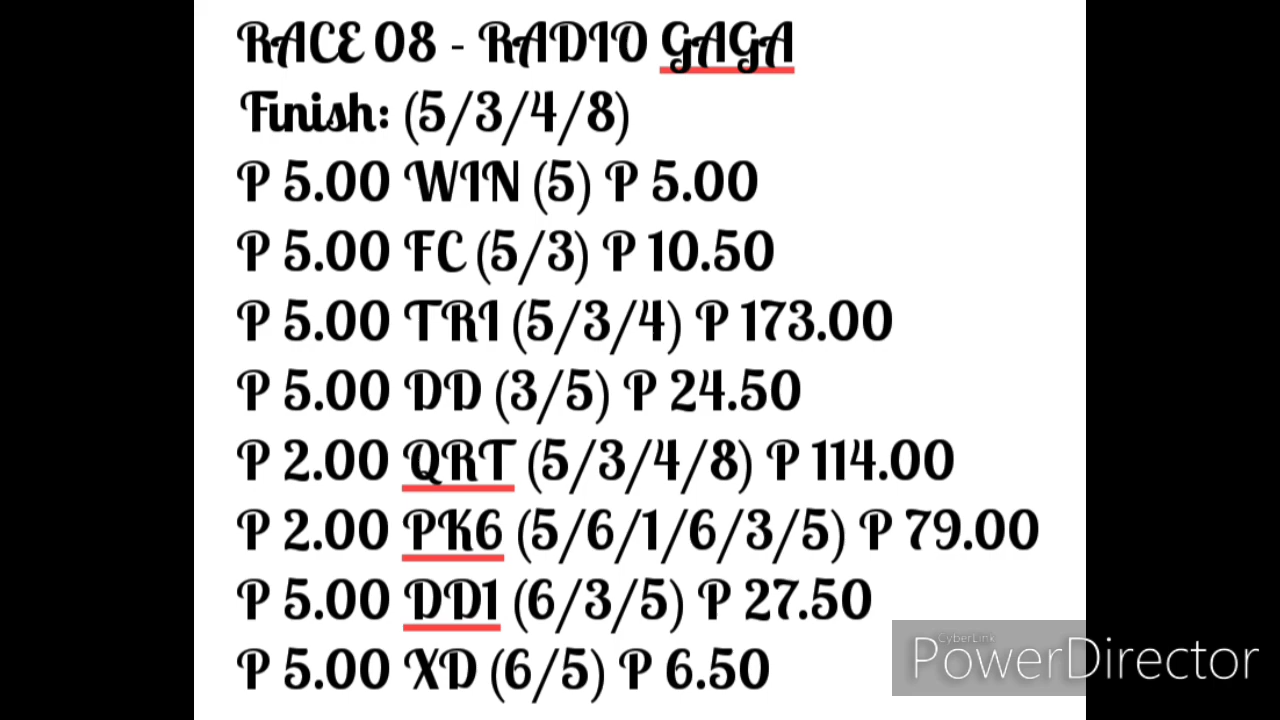 RACE 08 - RADIO GAGA
Finish: (5/3/4/8)
P 5.00 WIN (5) P 5.00
P 5.00 FC (5/3) P 10.50
P 5.00 TRI (5/3/4) P 173.00
P 5.00 DD (3/5) P 24.50
P 2.00 QRT (5/3/4/8) P 114.00
P 2.00 PK6 (5/6/1/6/3/5) P 79.00
P 5.00 DD1 (6/3/5) P 27.50
P 5.00 XD (6/5) P 6.50
CyberLink
PowerDirector